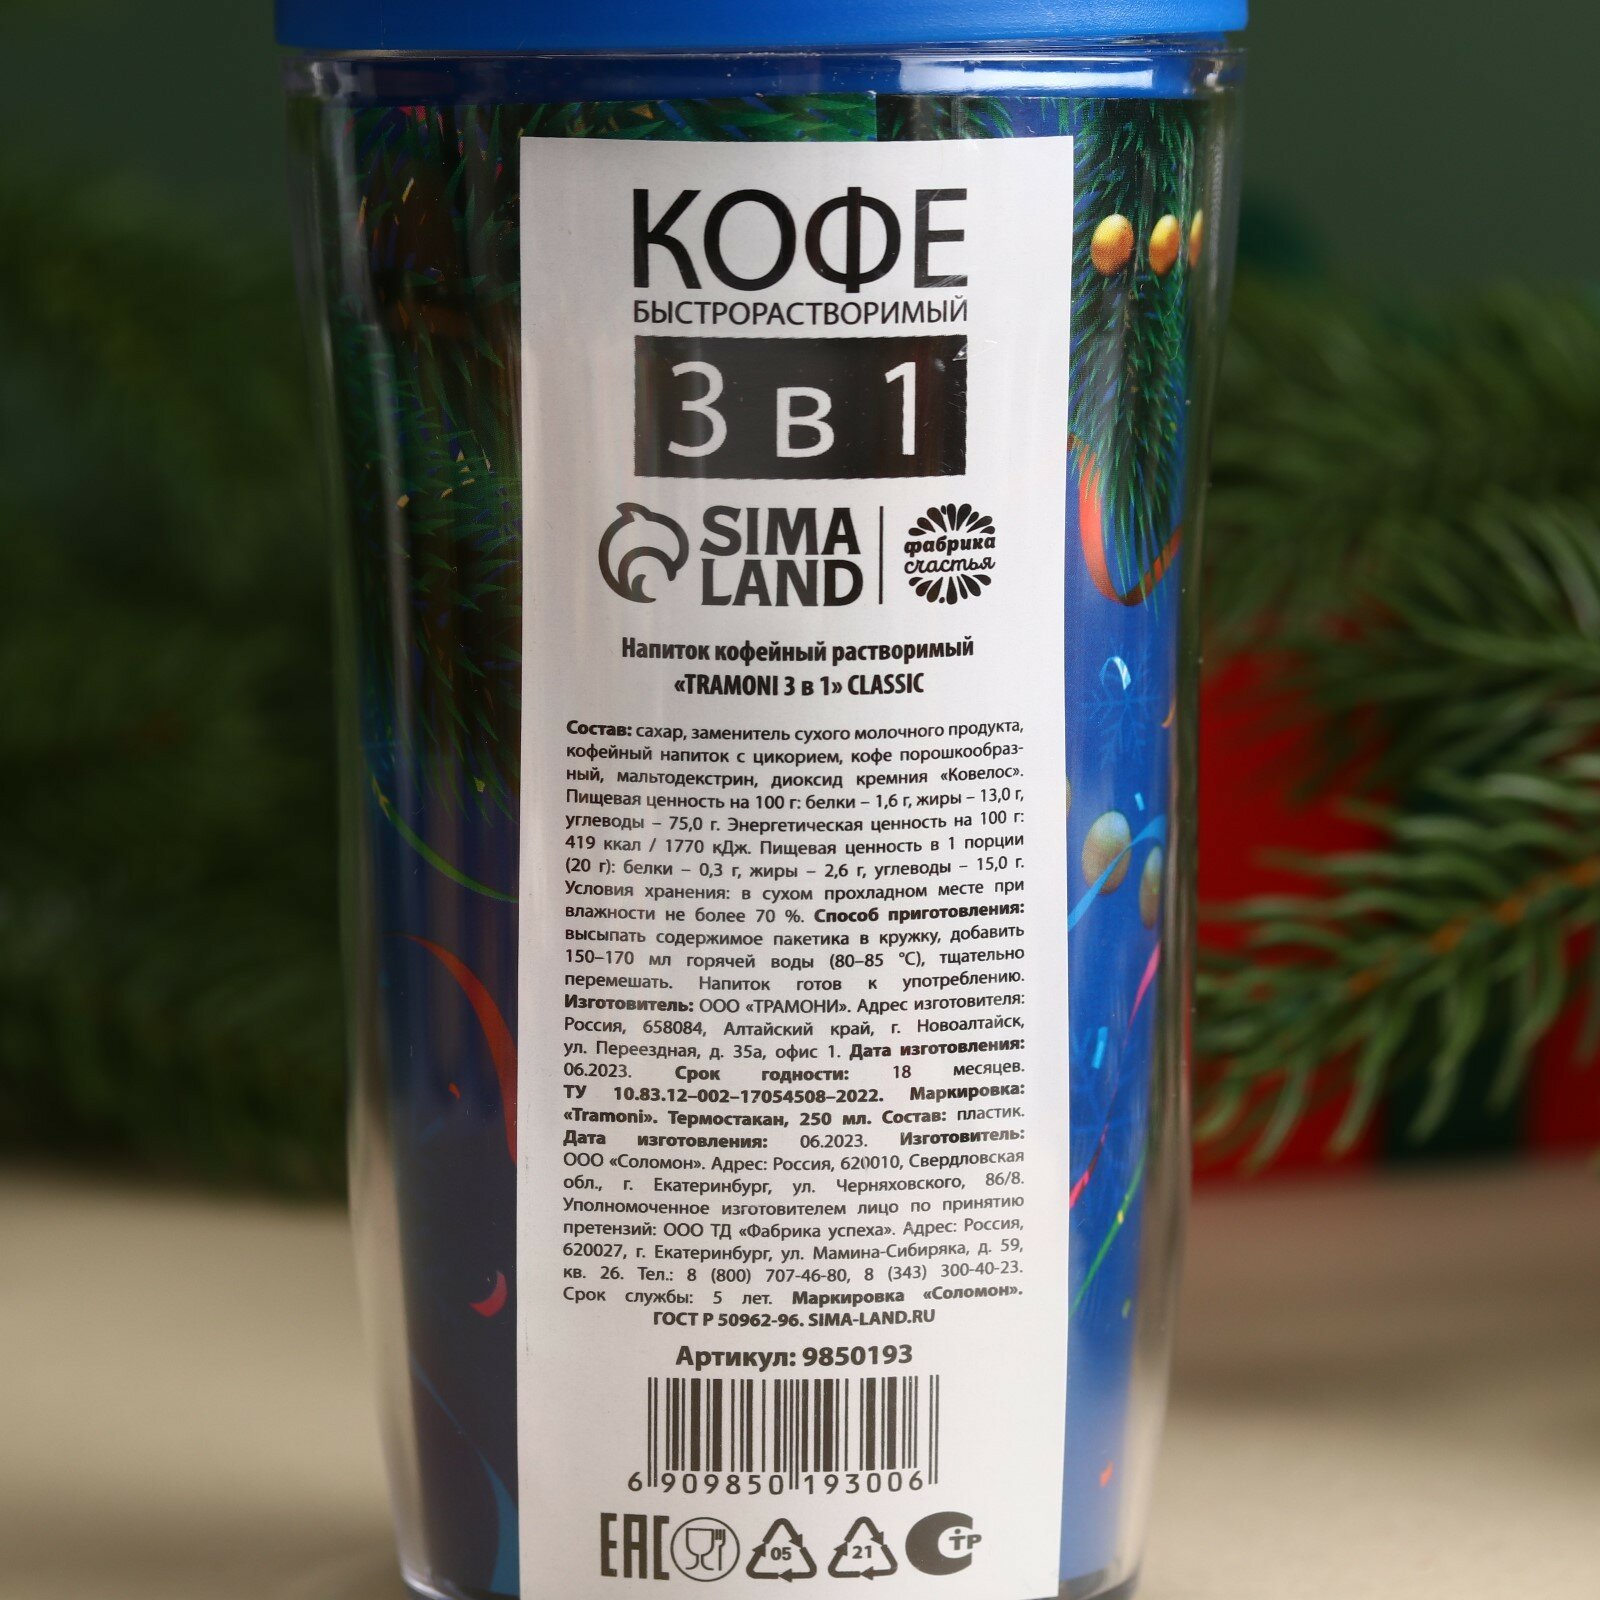 КОФЕ
БЫСТРОРАСТВОРИМЫЙ
3 в 1
SIMA
LAND
фабрика
счастья
Напиток кофейный растворимый
«TRAMONI 3 в 1» CLASSIC
Состав: сахар, заменитель сухого молочного продукта,
кофейный напиток с цикорием, кофе порошкообраз-
ный, мальтодекстрин, диоксид кремния «Ковелос».
Пищевая ценность на 100 г: белки – 1,6 г, жиры – 13,0 г,
углеводы – 75,0 г. Энергетическая ценность на 100 г:
419 ккал / 1770 кДж. Пищевая ценность в 1 порции
(20 г): белки – 0,3 г, жиры – 2,6 г, углеводы – 15,0 г.
Условия хранения: в сухом прохладном месте при
влажности не более 70 %. Способ приготовления:
высыпать содержимое пакетика в кружку, добавить
150–170 мл горячей воды (80–85 °С), тщательно
перемешать. Напиток готов к употреблению.
Изготовитель: ООО «ТРАМОНИ». Адрес изготовителя:
Россия, 658084, Алтайский край, г. Новоалтайск,
ул. Переездная, д. 35а, офис 1. Дата изготовления:
06.2023. Срок годности: 18 месяцев.
ТУ 10.83.12–002–17054508–2022. Маркировка:
«Tramoni». Термостакан, 250 мл. Состав: пластик.
Дата изготовления: 06.2023. Изготовитель:
ООО «Соломон». Адрес: Россия, 620010, Свердловская
обл., г. Екатеринбург, ул. Черняховского, 86/8.
Уполномоченное изготовителем лицо по принятию
претензий: ООО ТД «Фабрика успеха». Адрес: Россия,
620027, г. Екатеринбург, ул. Мамина-Сибиряка, д. 59,
кв. 26. Тел.: 8 (800) 707-46-80, 8 (343) 300-40-23.
Срок службы: 5 лет. Маркировка «Соломон».
ГОСТ Р 50962-96. SIMA-LAND.RU
Артикул: 9850193
6 909850 193006
ЕАС 05 21 СТР